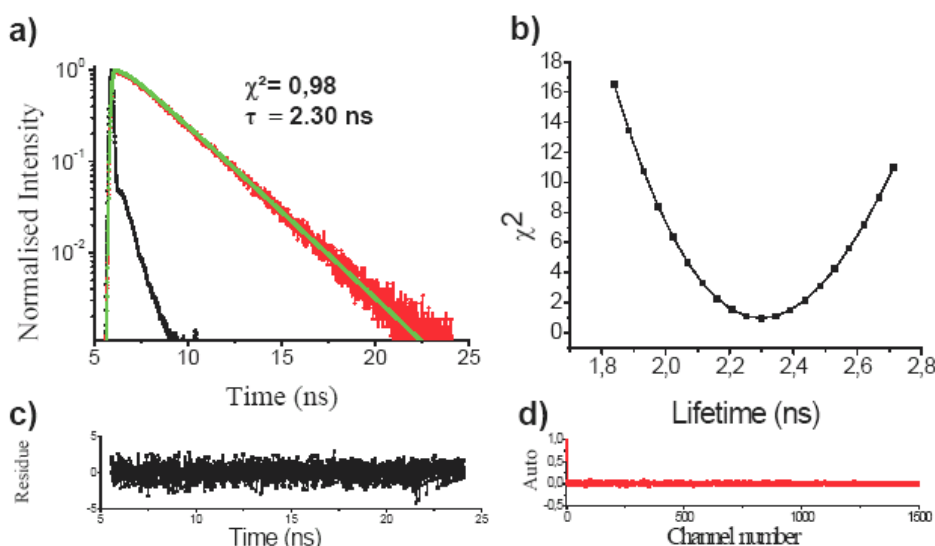 a)
χ²= 0,98
τ = 2.30 ns
10⁰
10⁻¹
10⁻²
Normalised Intensity
5 10 15 20 25
Time (ns)
b)
18
16
14
12
10
8
6
4
2
0
χ2
1,8 2,0 2,2 2,4 2,6 2,8
Lifetime (ns)
c)
5
0
-5
Residue
5 10 15 20 25
Time (ns)
d)
1,0
0,5
0,0
-0,5
Auto
0 500 1000 1500
Channel number